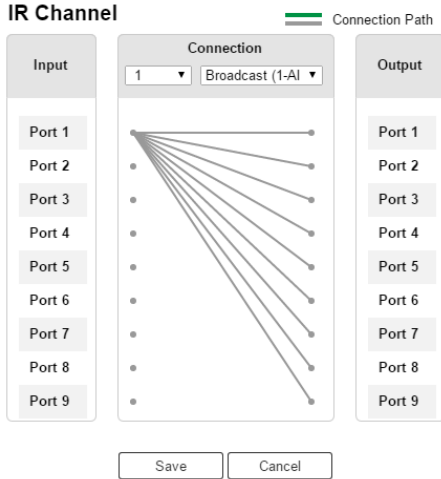 IR Channel
Connection Path
Input
Connection
1
Broadcast (1-Al
Output
Port 1
Port 1
Port 2
Port 2
Port 3
Port 3
Port 4
Port 4
Port 5
Port 5
Port 6
Port 6
Port 7
Port 7
Port 8
Port 8
Port 9
Port 9
Save
Cancel